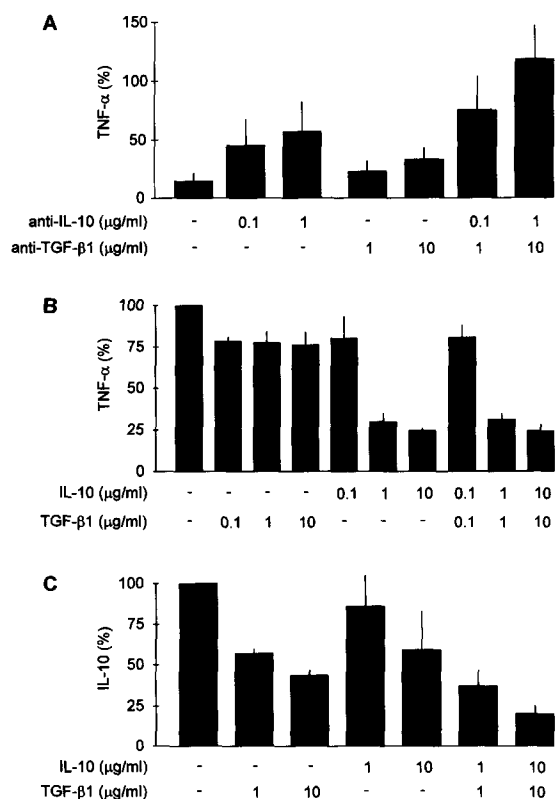 A
150
100
50
0
TNF-α (%)
anti-IL-10 (µg/ml) - 0.1 1 - - 0.1 1
anti-TGF-β1 (µg/ml) - - - 1 10 1 10
B
100
75
50
25
0
TNF-α (%)
IL-10 (µg/ml) - - - - 0.1 1 10 0.1 1 10
TGF-β1 (µg/ml) - 0.1 1 10 - - - 0.1 1 10
C
100
75
50
25
0
IL-10 (%)
IL-10 (µg/ml) - - - 1 10 1 10
TGF-β1 (µg/ml) - 1 10 - - 1 10